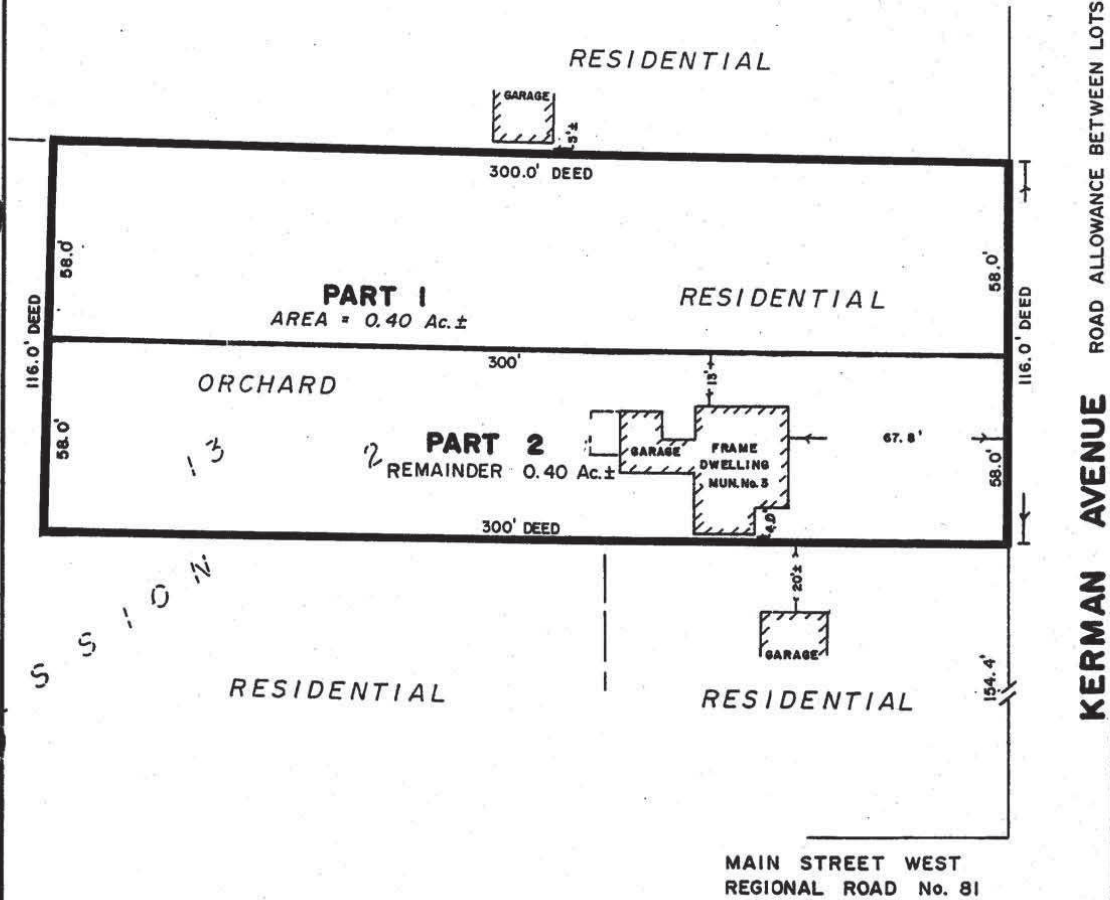 RESIDENTIAL
GARAGE
5'±
300.0' DEED
ROAD ALLOWANCE BETWEEN LOTS
58.0'
58.0'
PART 1
AREA = 0.40 Ac.±
RESIDENTIAL
116.0' DEED
116.0' DEED
300'
ORCHARD
13'
58.0'
13
2
PART 2
REMAINDER 0.40 Ac.±
GARAGE
FRAME
DWELLING
MUN. No. 3
67.8'
58.0'
KERMAN AVENUE
300' DEED
4.0'
SSION
20'±
GARAGE
RESIDENTIAL
RESIDENTIAL
154.4'
MAIN STREET WEST
REGIONAL ROAD No. 81